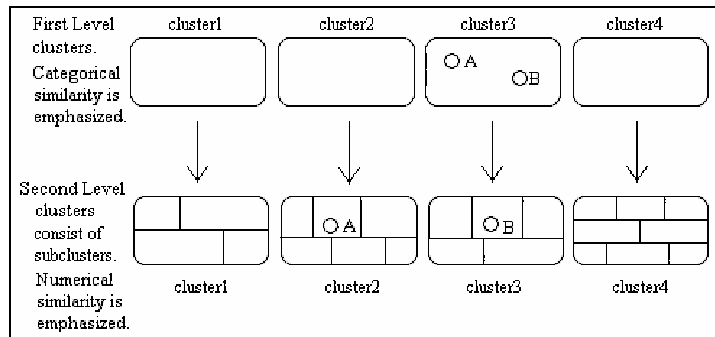 First Level
clusters.
Categorical
similarity is
emphasized.
cluster1
cluster2
cluster3
cluster4
A
B
Second Level
clusters
consist of
subclusters.
Numerical
similarity is
emphasized.
A
B
cluster1
cluster2
cluster3
cluster4